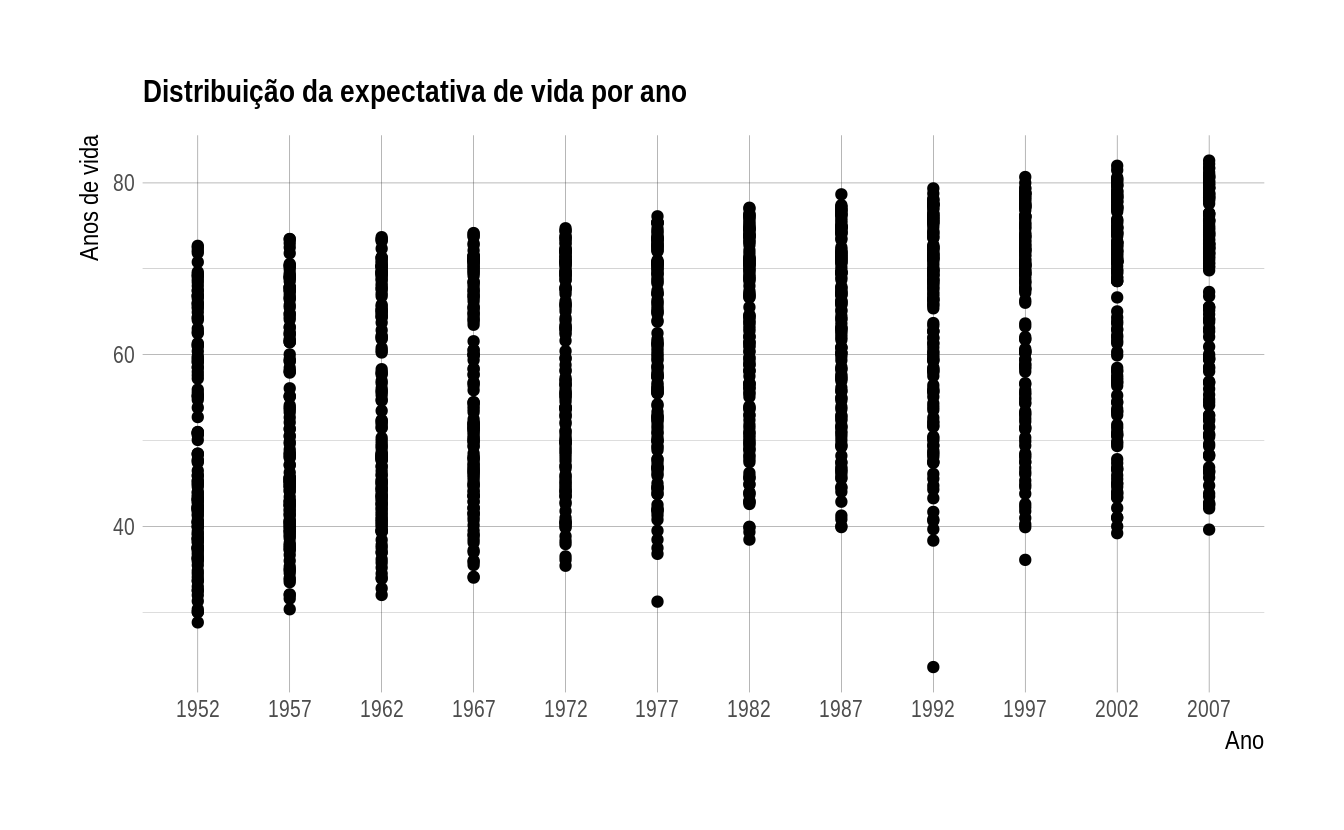 Distribuição da expectativa de vida por ano
Anos de vida
80
60
40
1952 1957 1962 1967 1972 1977 1982 1987 1992 1997 2002 2007
Ano